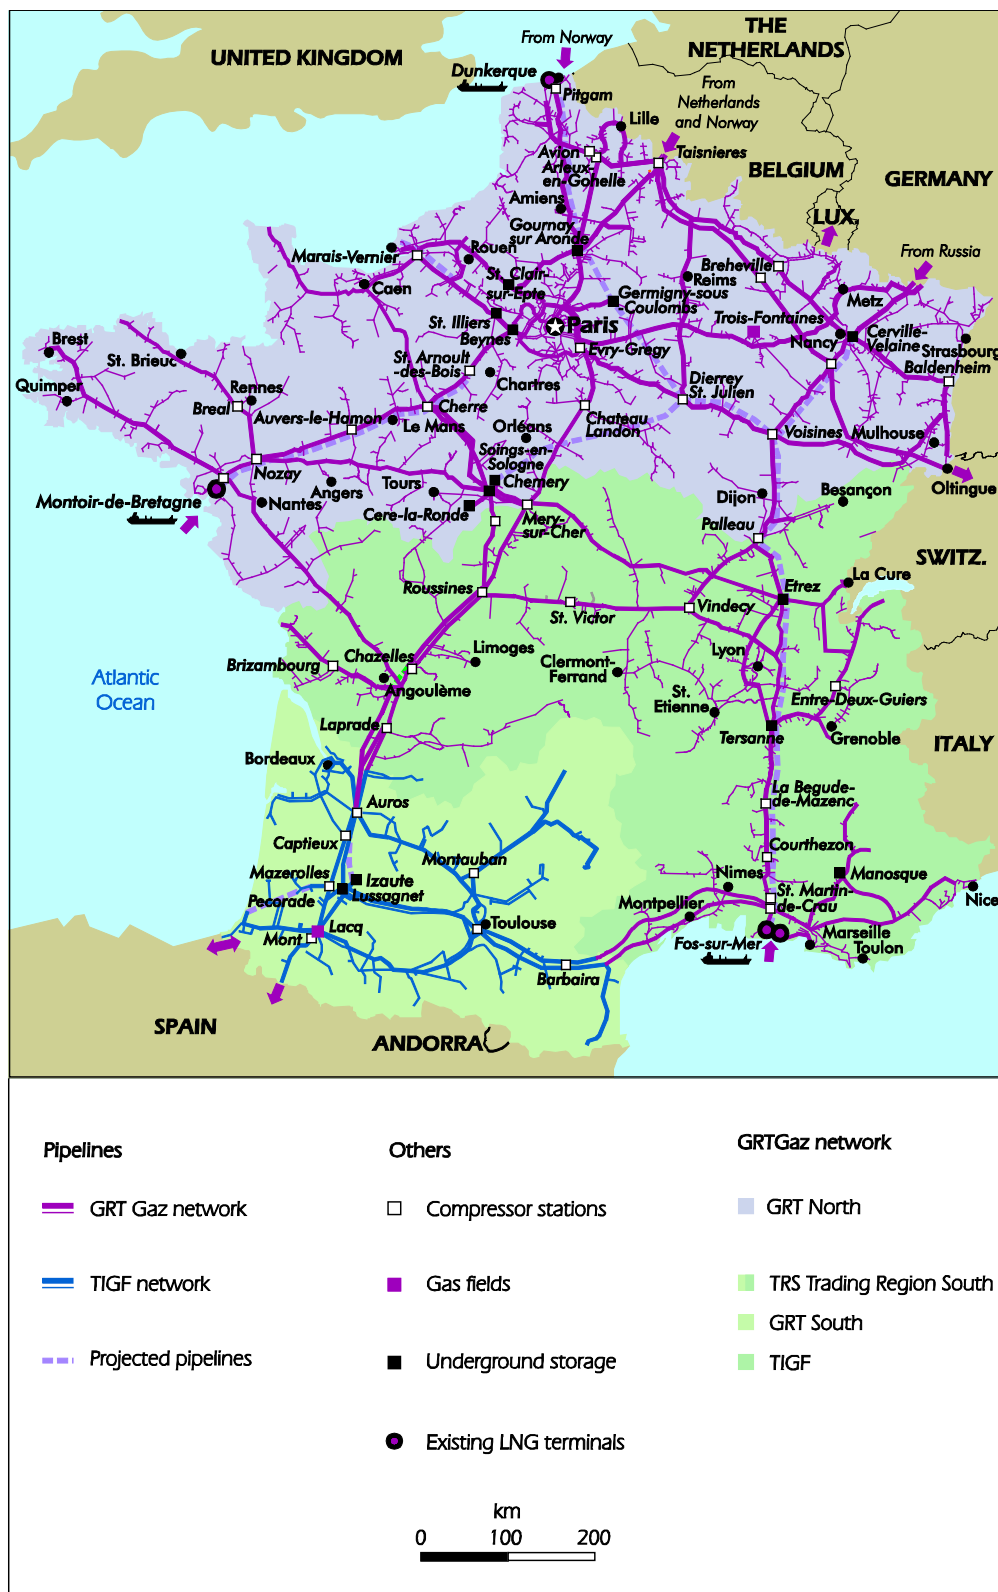 THE
NETHERLANDS
UNITED KINGDOM
From Norway
Dunkerque
Pitgam
From
Netherlands
and Norway
Lille
Avion
Arleux-
en-Gohelle
Taisnieres
BELGIUM
GERMANY
Amiens
LUX.
Gournay
sur Aronde
Marais-Vernier
Rouen
From Russia
Breheville
St. Clair-
sur-Epte
Reims
Caen
Germigny-sous
-Coulombs
Metz
Trois-Fontaines
St. Illiers
Paris
Beynes
Nancy
Cerville-
Velaine
Brest
Strasbourg
St. Brieuc
Evry-Gregy
St. Arnoult
-des-Bois
Baldenheim
Quimper
Rennes
Chartres
Dierrey
St. Julien
Breal
Cherre
Auvers-le-Hamon
Le Mans
Chateau
Landon
Orléans
Voisines
Mulhouse
Soings-en-
Sologne
Nozay
Chemery
Oltingue
Angers
Tours
Montoir-de-Bretagne
Nantes
Cere-la-Ronde
Dijon
Besançon
Mery-
sur-Cher
Palleau
SWITZ.
La Cure
Roussines
Etrez
St. Victor
Vindecy
Limoges
Lyon
Chazelles
Brizambourg
Clermont-
Ferrand
Atlantic
Ocean
Angoulème
St.
Etienne
Entre-Deux-Guiers
Laprade
Tersanne
Grenoble
ITALY
Bordeaux
La Begude-
de-Mazenc
Auros
Captieux
Courthezon
Montauban
Mazerolles
Izaute
Nimes
Manosque
Lussagnet
Pecorade
St. Martin-
de-Crau
Nice
Montpellier
Lacq
Toulouse
Mont
Marseille
Fos-sur-Mer
Toulon
Barbaira
SPAIN
ANDORRA
Pipelines
GRT Gaz network
TIGF network
Projected pipelines
Others
Compressor stations
Gas fields
Underground storage
Existing LNG terminals
GRTGaz network
GRT North
TRS Trading Region South
GRT South
TIGF
km
0 100 200